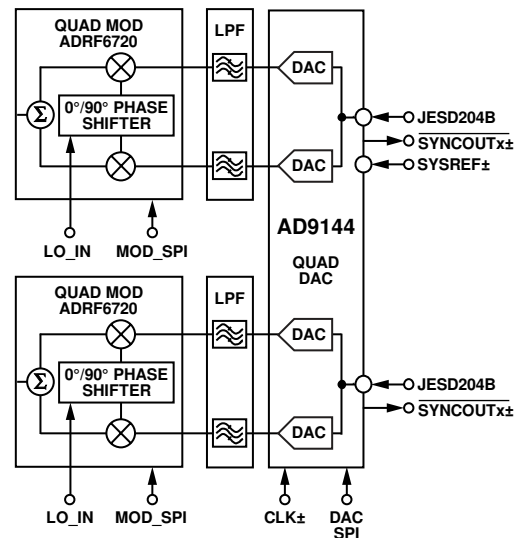 QUAD MOD
ADRF6720
LPF
DAC
Σ
0°/90° PHASE
SHIFTER
JESD204B
SYNCOUTx±
DAC
SYSREF±
LO_IN
MOD_SPI
AD9144
QUAD
DAC
QUAD MOD
ADRF6720
LPF
DAC
Σ
0°/90° PHASE
SHIFTER
JESD204B
SYNCOUTx±
DAC
LO_IN
MOD_SPI
CLK±
DAC
SPI